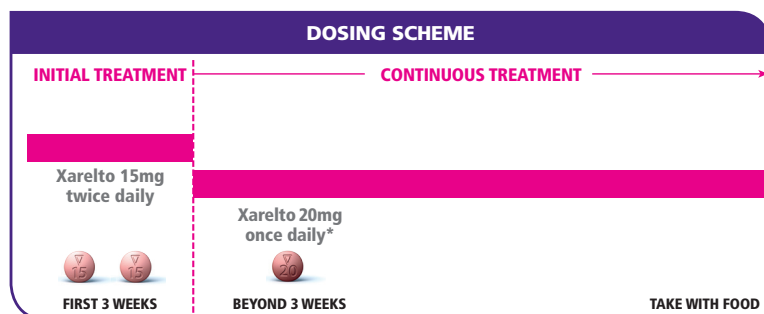 DOSING SCHEME
INITIAL TREATMENT
CONTINUOUS TREATMENT
Xarelto 15mg
twice daily
Xarelto 20mg
once daily*
15
15
20
FIRST 3 WEEKS
BEYOND 3 WEEKS
TAKE WITH FOOD